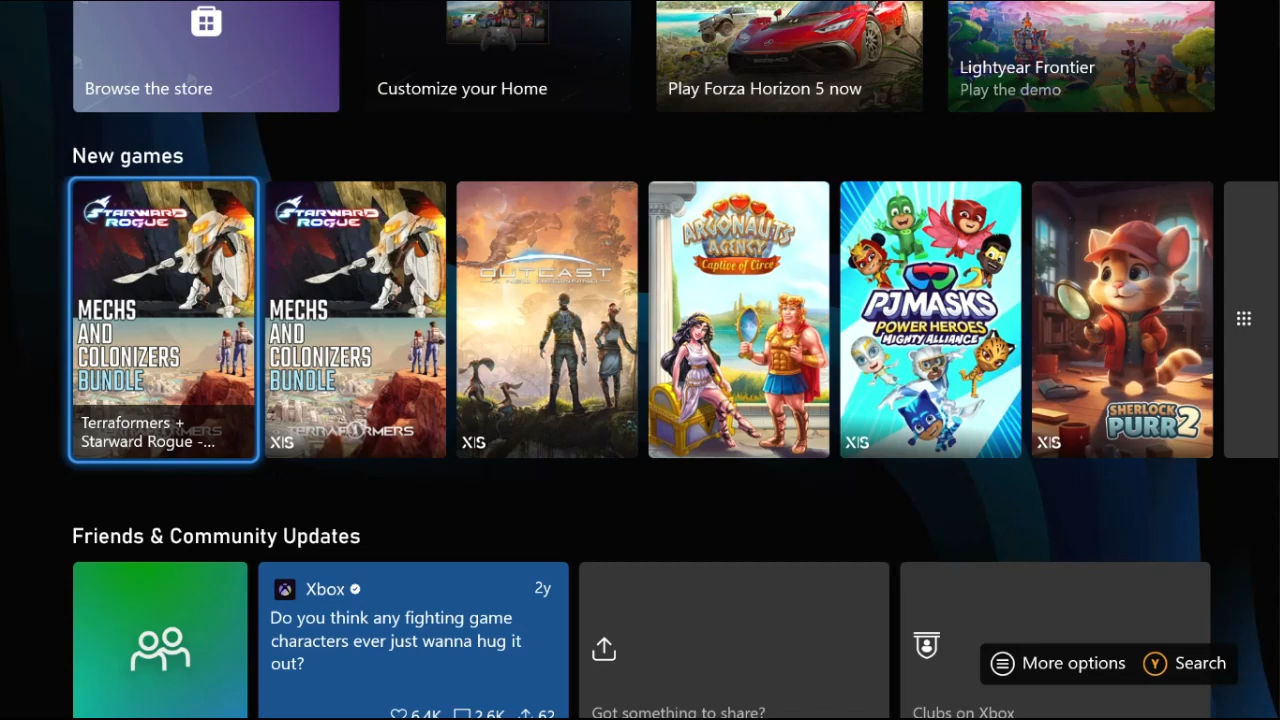 Browse the store
Customize your Home
Play Forza Horizon 5 now
Lightyear Frontier
Play the demo
New games
STARWARD
ROGUE
MECHS
AND
COLONIZERS
BUNDLE
Terraformers +
Starward Rogue -...
STARWARD
ROGUE
MECHS
AND
COLONIZERS
BUNDLE
TERRAFORMERS
X|S
OUTCAST
A NEW BEGINNING
X|S
ARGONAUTS
AGENCY
Captive of Circe
PJ MASKS
2
POWER HEROES
MIGHTY ALLIANCE
X|S
SHERLOCK
PURR 2
X|S
Friends & Community Updates
Xbox
2y
Do you think any fighting game
characters ever just wanna hug it
out?
6.4K 2.6K 62
Got something to share?
Clubs on Xbox
More options
Y Search